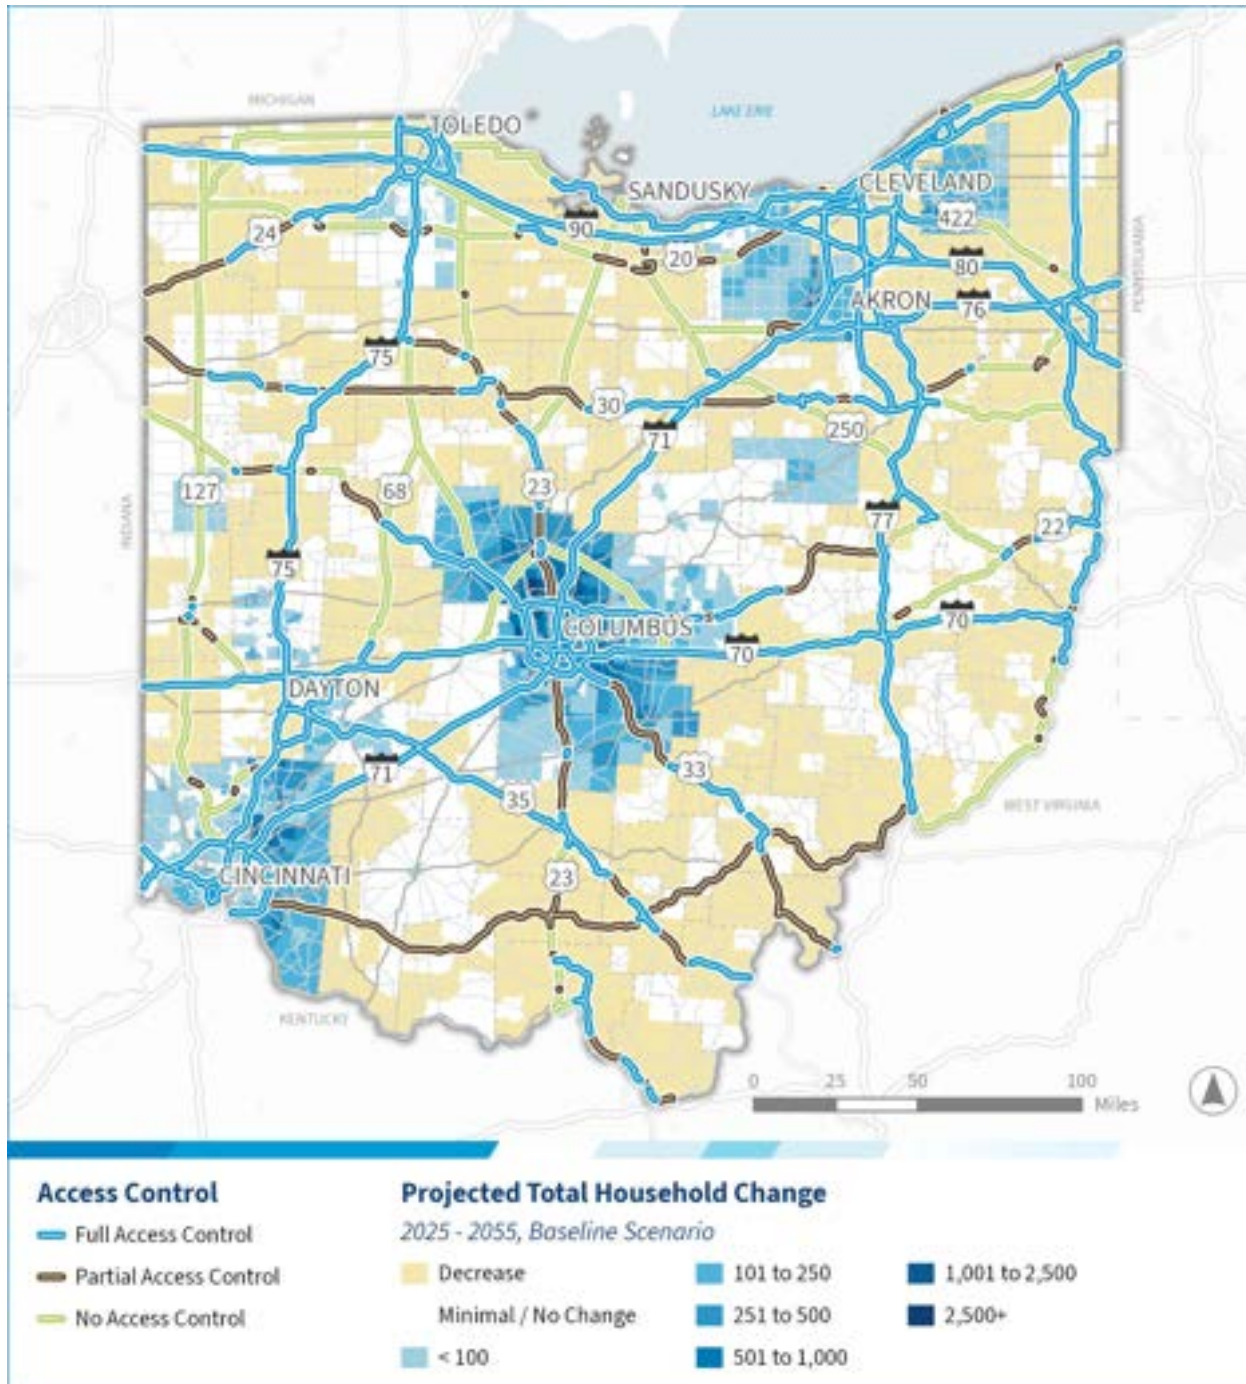 MICHIGAN
LAKE ERIE
TOLEDO
SANDUSKY
CLEVELAND
422
24
90
20
80
PENNSYLVANIA
AKRON
76
75
30
71
250
127
68
23
77
22
INDIANA
75
COLUMBUS
70
70
DAYTON
71
33
35
WEST VIRGINIA
CINCINNATI
23
KENTUCKY
0 25 50 100
Miles
Access Control
Full Access Control
Partial Access Control
No Access Control
Projected Total Household Change
2025 - 2055, Baseline Scenario
Decrease
Minimal / No Change
< 100
101 to 250
251 to 500
501 to 1,000
1,001 to 2,500
2,500+